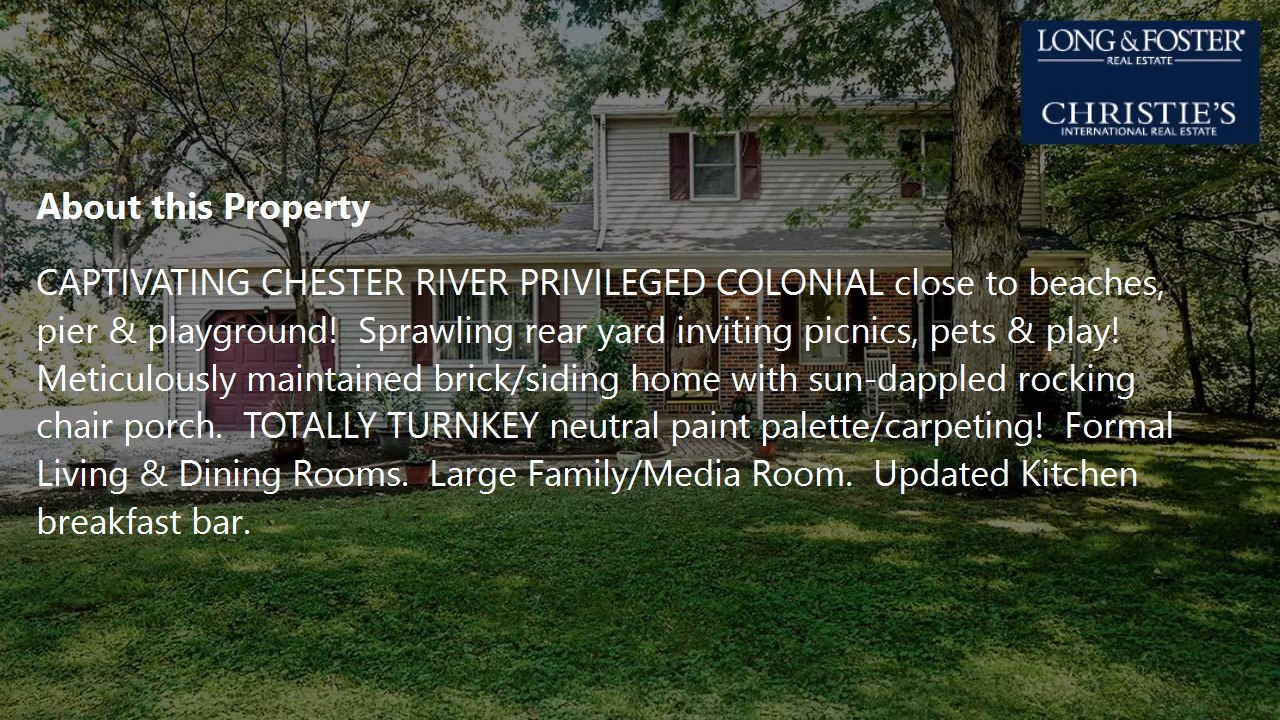 LONG & FOSTER®
REAL ESTATE
CHRISTIE'S
INTERNATIONAL REAL ESTATE
About this Property
CAPTIVATING CHESTER RIVER PRIVILEGED COLONIAL close to beaches,
pier & playground!  Sprawling rear yard inviting picnics, pets & play!
Meticulously maintained brick/siding home with sun-dappled rocking
chair porch.  TOTALLY TURNKEY neutral paint palette/carpeting!  Formal
Living & Dining Rooms.  Large Family/Media Room.  Updated Kitchen
breakfast bar.